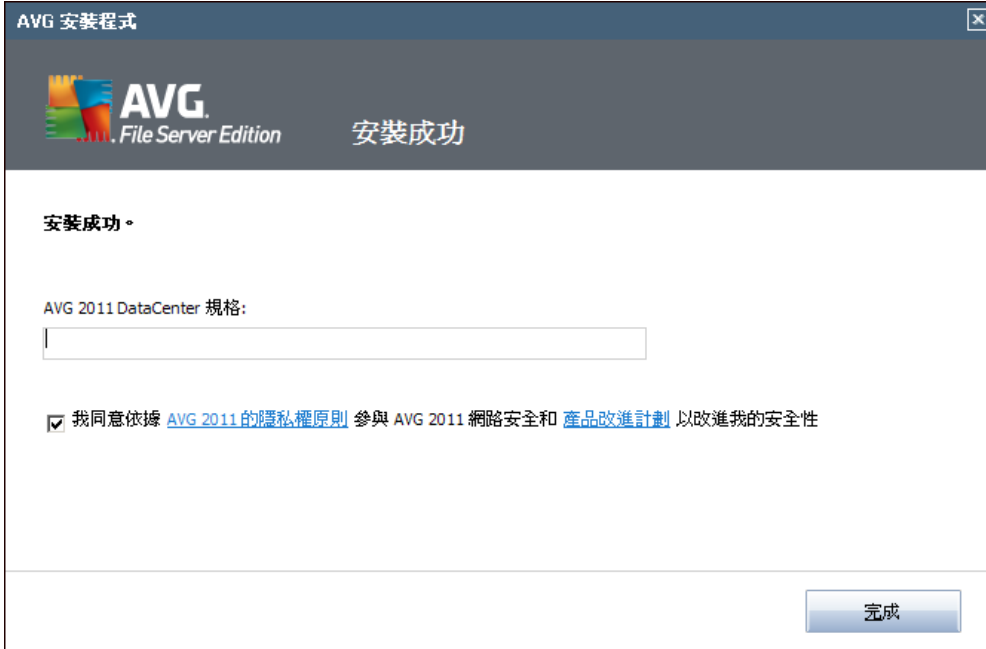 AVG 安裝程式
AVG.
File Server Edition
安裝成功
安裝成功。
AVG 2011 DataCenter 規格:
我同意依據 AVG 2011 的隱私權原則 參與 AVG 2011 網路安全和 產品改進計劃 以改進我的安全性
完成